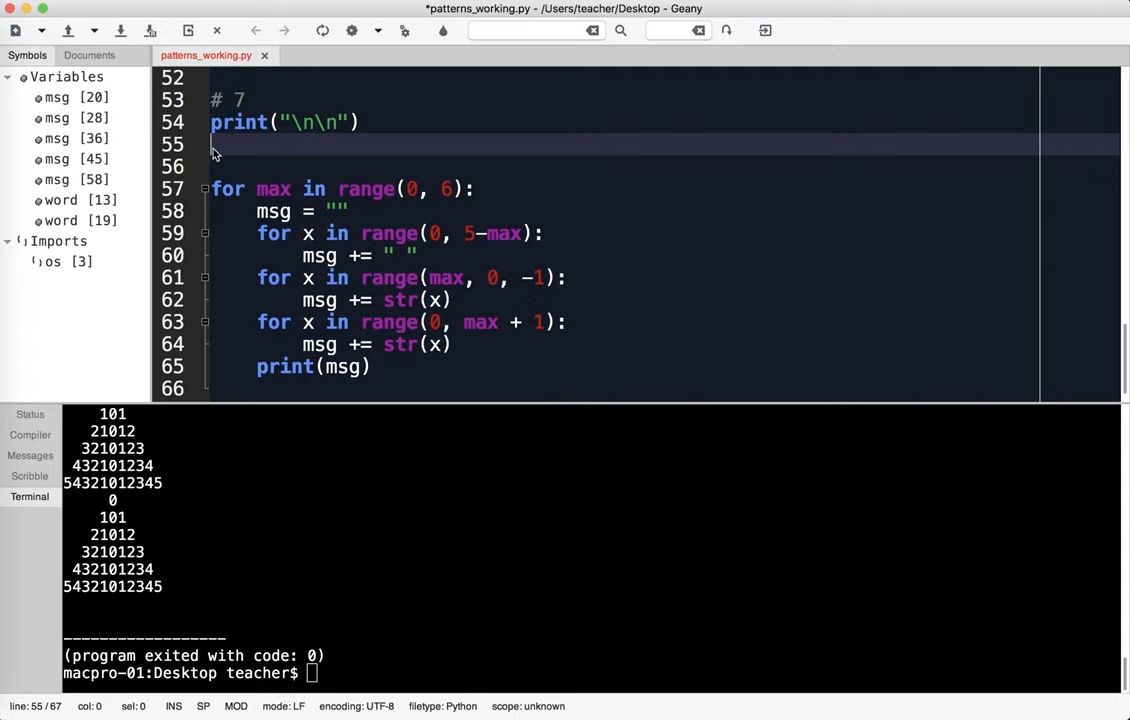 *patterns_working.py - /Users/teacher/Desktop - Geany
Symbols
Documents
patterns_working.py
Variables
msg [20]
msg [28]
msg [36]
msg [45]
msg [58]
word [13]
word [19]
Imports
os [3]
52
53 # 7
54 print("\n\n")
55
56
57 for max in range(0, 6):
58     msg = ""
59     for x in range(0, 5-max):
60         msg += " "
61     for x in range(max, 0, -1):
62         msg += str(x)
63     for x in range(0, max + 1):
64         msg += str(x)
65     print(msg)
66
Status
Compiler
Messages
Scribble
Terminal
101
21012
3210123
432101234
54321012345
0
101
21012
3210123
432101234
54321012345
------------------
(program exited with code: 0)
macpro-01:Desktop teacher$
line: 55 / 67 col: 0 sel: 0 INS SP MOD mode: LF encoding: UTF-8 filetype: Python scope: unknown